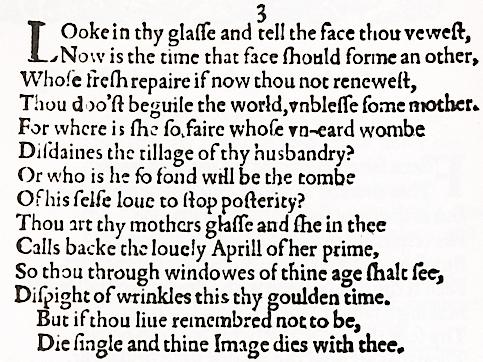 3
LOoke in thy glaſſe and tell the face thou veweſt,
Now is the time that face ſhould forme an other,
Whoſe freſh repaire if now thou not reneweſt,
Thou doo'ſt beguile the world,vnbleſſe ſome mother.
For where is ſhe ſo,faire whoſe vn-eard wombe
Diſdaines the tillage of thy husbandry?
Or who is he ſo fond will be the tombe
Of his ſelfe loue to ſtop poſterity?
Thou art thy mothers glaſſe and ſhe in thee
Calls backe the louely Aprill of her prime,
So thou through windowes of thine age ſhalt ſee,
Diſpight of wrinkles this thy goulden time.
But if thou liue remembred not to be,
Die ſingle and thine Image dies with thee.